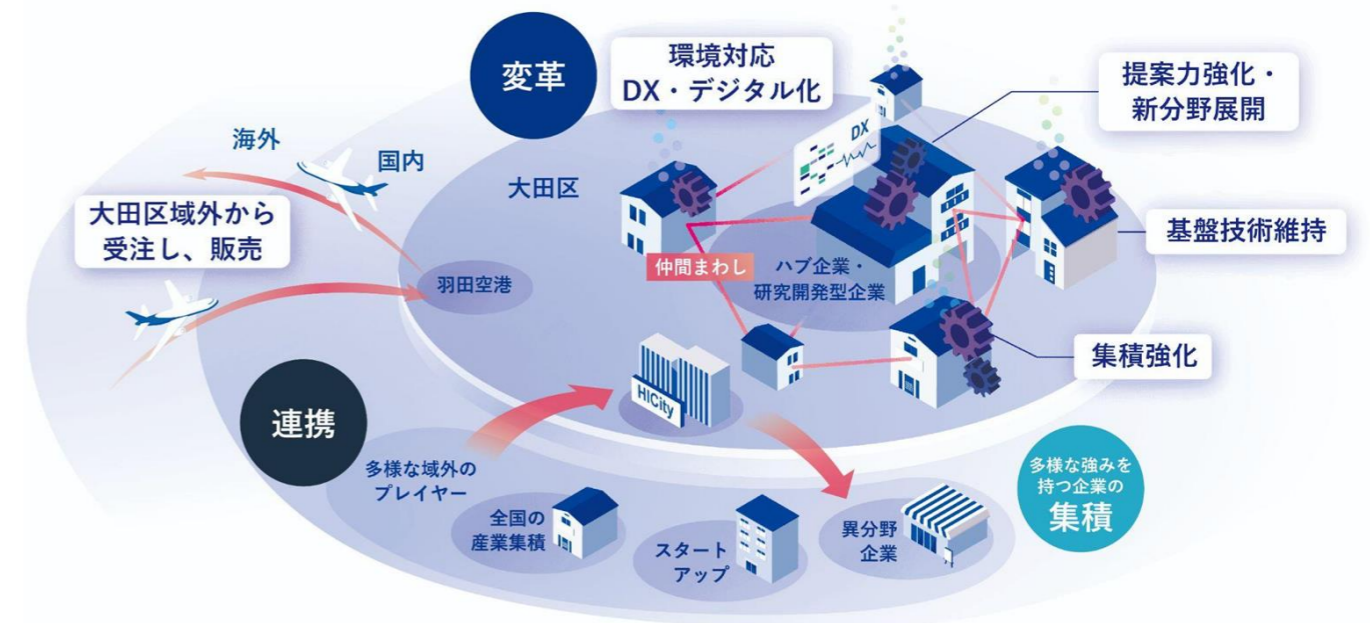 変革
環境対応
DX・デジタル化
提案力強化・
新分野展開
DX
海外
国内
大田区
大田区域外から
受注し、販売
基盤技術維持
仲間まわし
ハブ企業・
研究開発型企業
羽田空港
集積強化
HICity
連携
多様な域外の
プレイヤー
全国の
産業集積
スタート
アップ
異分野
企業
多様な強みを
持つ企業の
集積